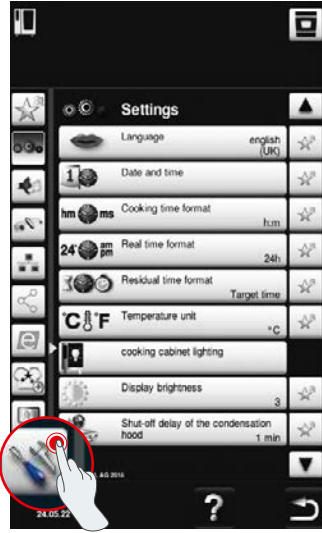 Settings
Language
english
(UK)
1
Date and time
hm ms
Cooking time format
h:m
24 am
pm
Real time format
24h
Residual time format
Target time
°C °F
Temperature unit
°C
cooking cabinet lighting
Display brightness
3
Shut-off delay of the condensation
hood
1 min
AG 2016
24.05.22
?